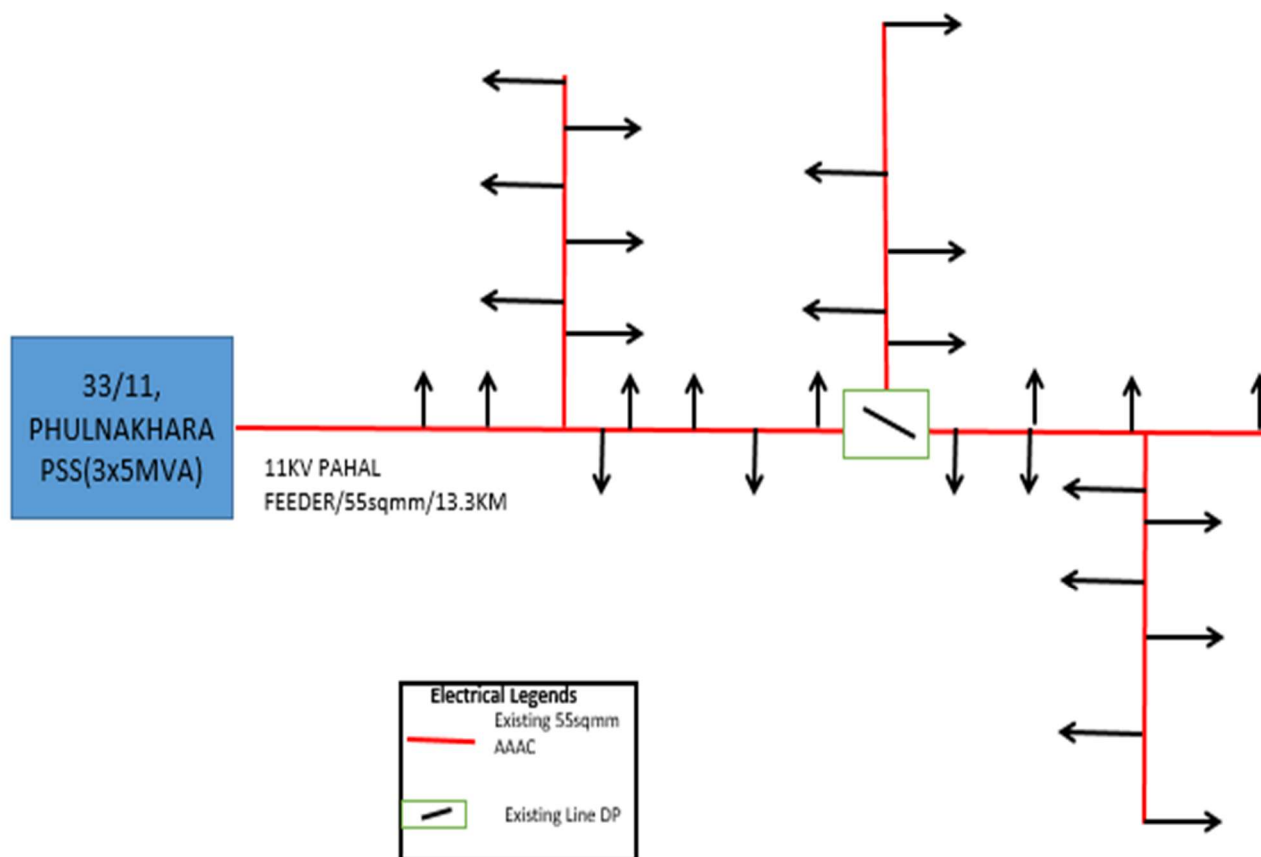 33/11,
PHULNAKHARA
PSS(3x5MVA)
11KV PAHAL
FEEDER/55sqmm/13.3KM
Electrical Legends
Existing 55sqmm
AAAC
Existing Line DP